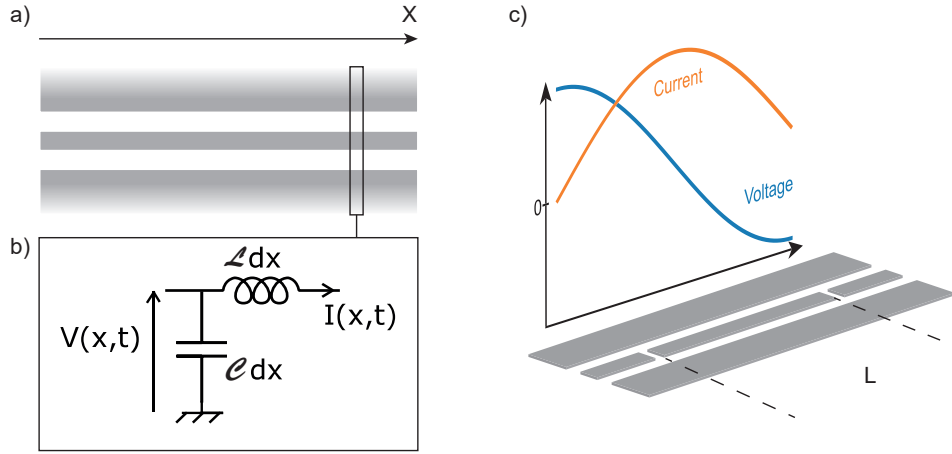 a)
X
b)
ℒdx
I(x,t)
V(x,t)
𝒞dx
c)
Current
Voltage
0
L